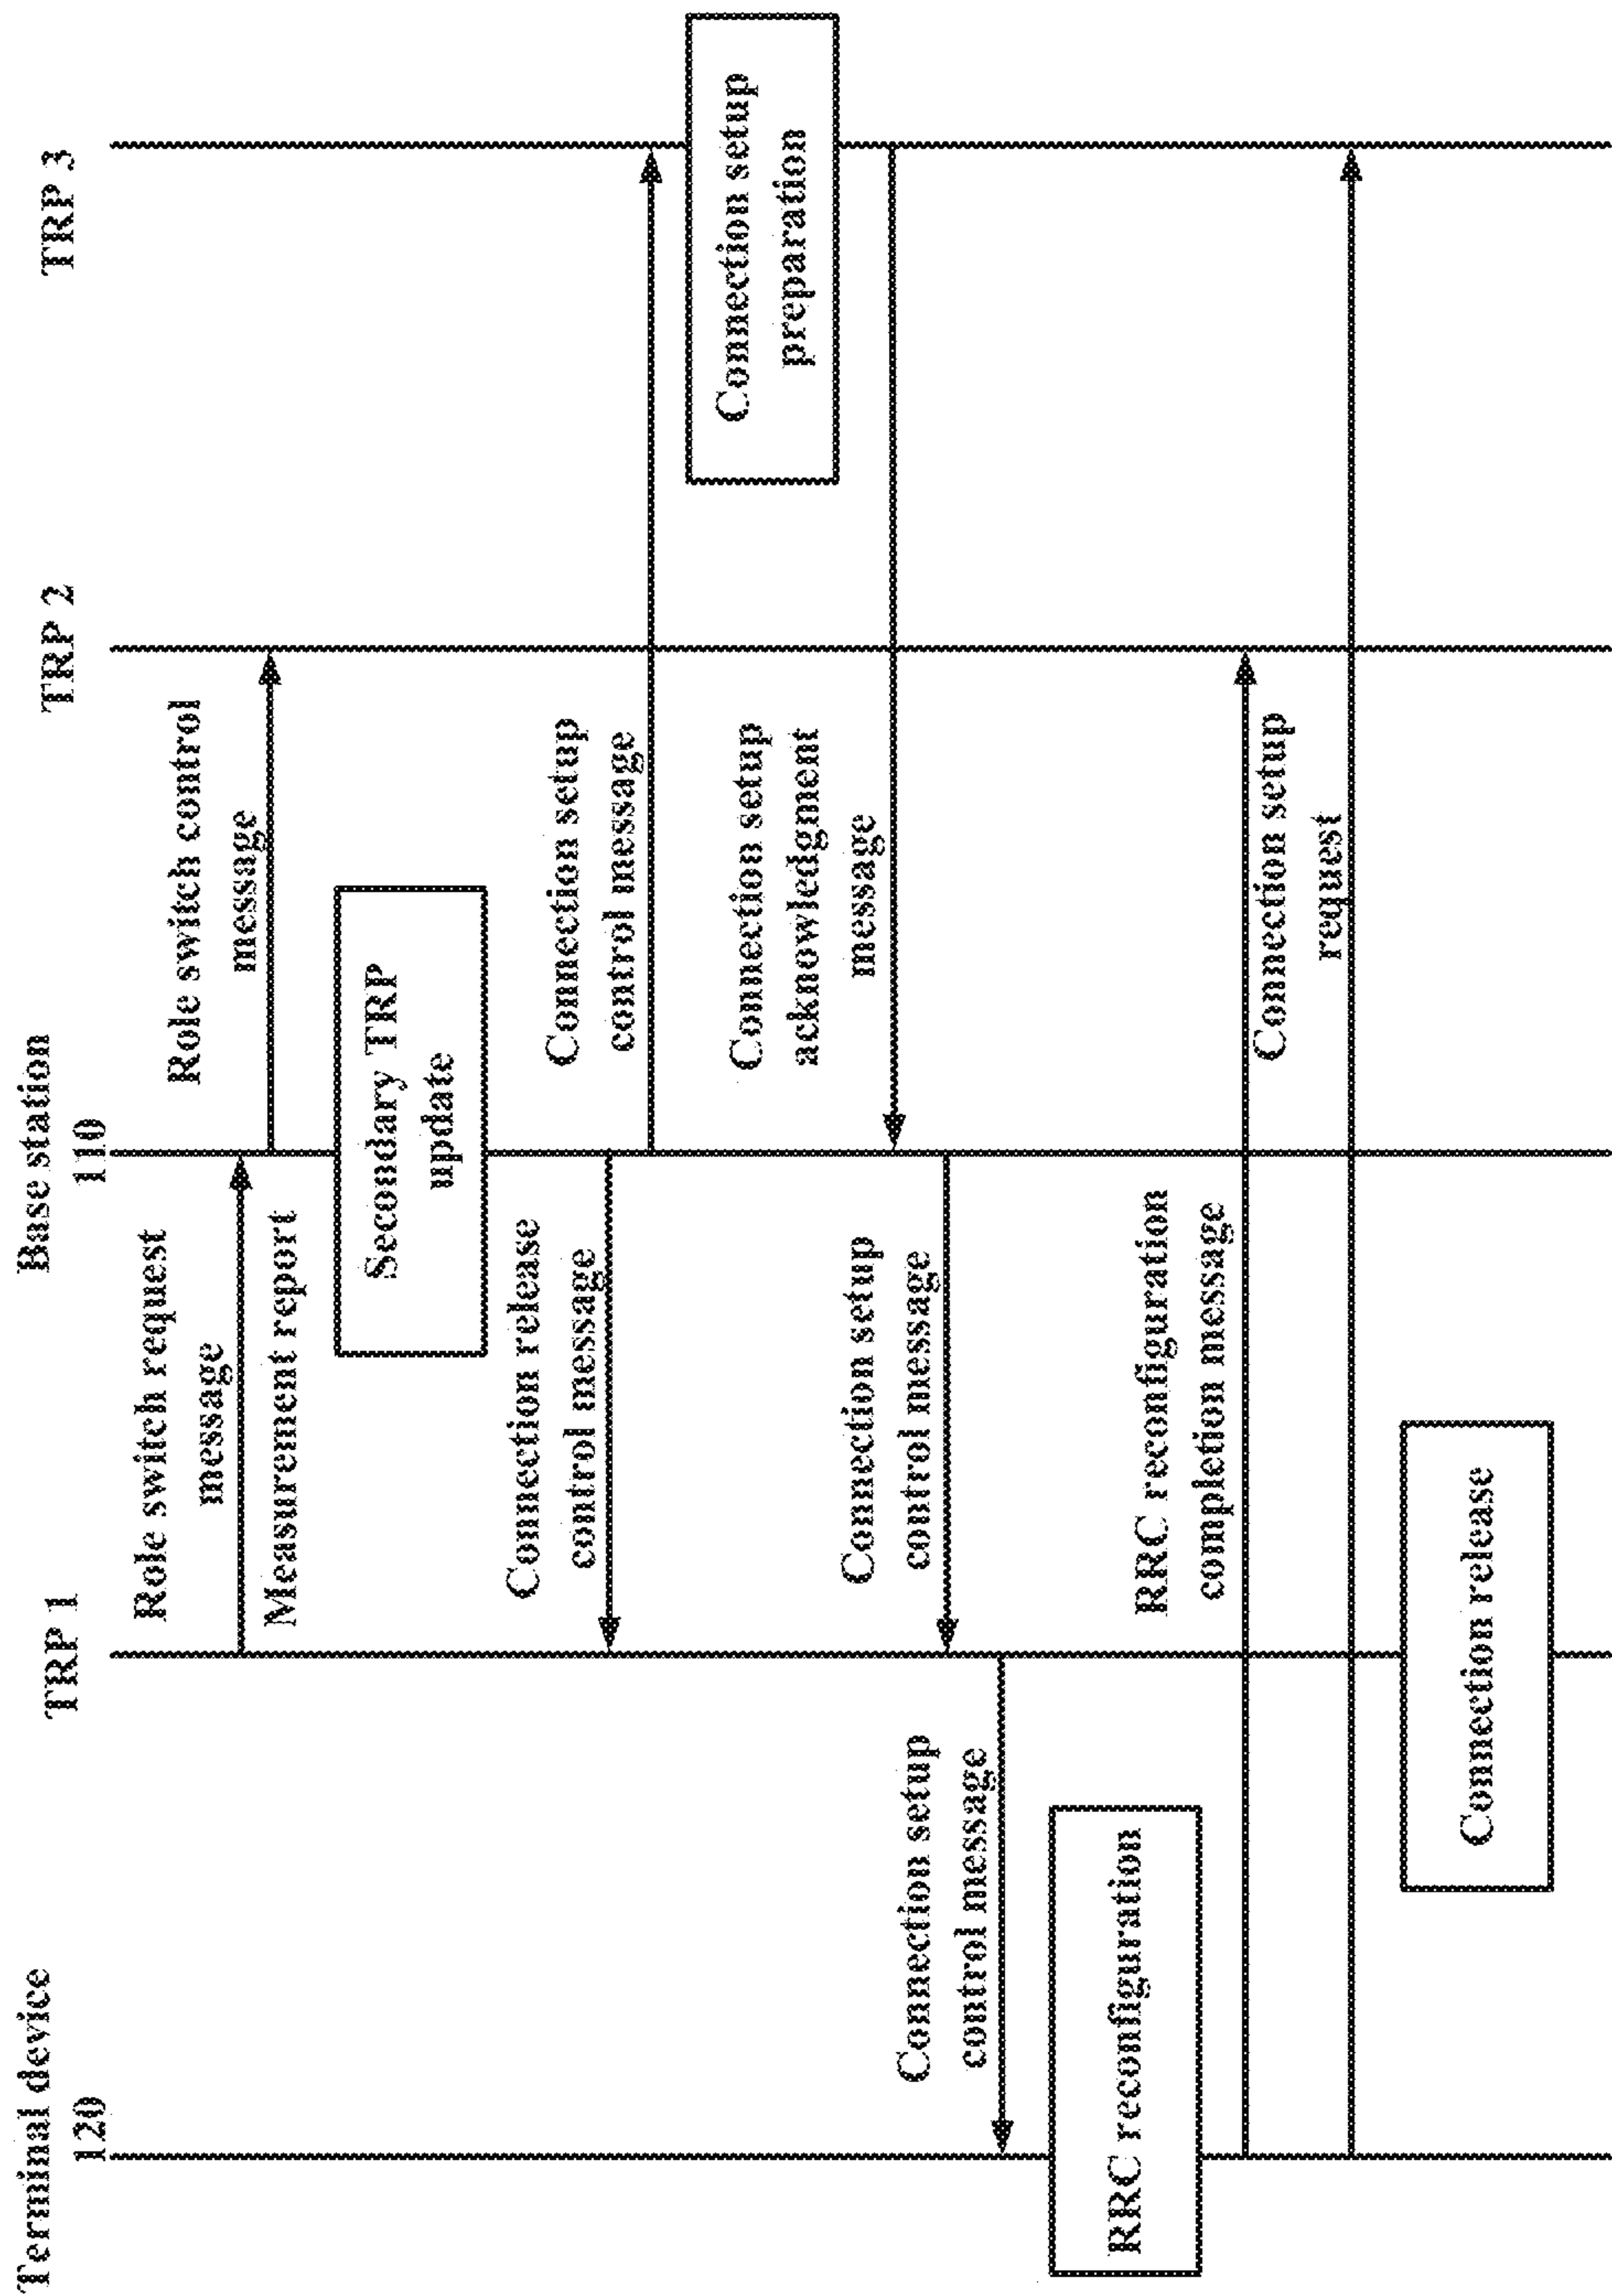 Terminal device
120
TRP 1
Base station
110
TRP 2
TRP 3
Role switch request
message
Measurement report
Role switch control
message
Secondary TRP
update
Connection release
control message
Connection setup
control message
Connection setup
preparation
Connection setup
acknowledgment
message
Connection setup
control message
Connection setup
control message
RRC reconfiguration
RRC reconfiguration
completion message
Connection setup
request
Connection release